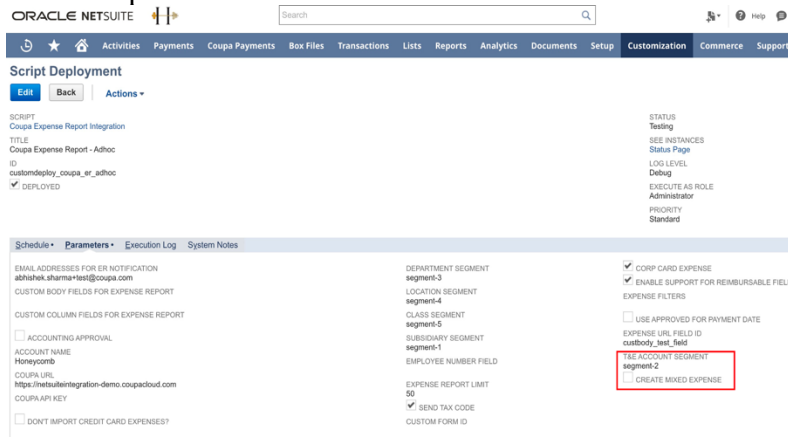 ORACLE NETSUITE
Search
Help
Activities Payments Coupa Payments Box Files Transactions Lists Reports Analytics Documents Setup Customization Commerce Support
Script Deployment
Edit Back Actions
SCRIPT
Coupa Expense Report Integration
TITLE
Coupa Expense Report - Adhoc
ID
customdeploy_coupa_er_adhoc
DEPLOYED
STATUS
Testing
SEE INSTANCES
Status Page
LOG LEVEL
Debug
EXECUTE AS ROLE
Administrator
PRIORITY
Standard
Schedule • Parameters • Execution Log System Notes
EMAIL ADDRESSES FOR ER NOTIFICATION
abhishek.sharma+test@coupa.com
CUSTOM BODY FIELDS FOR EXPENSE REPORT
CUSTOM COLUMN FIELDS FOR EXPENSE REPORT
ACCOUNTING APPROVAL
ACCOUNT NAME
Honeycomb
COUPA URL
https://netsuiteintegration-demo.coupacloud.com
COUPA API KEY
DON'T IMPORT CREDIT CARD EXPENSES?
DEPARTMENT SEGMENT
segment-3
LOCATION SEGMENT
segment-4
CLASS SEGMENT
segment-5
SUBSIDIARY SEGMENT
segment-1
EMPLOYEE NUMBER FIELD
EXPENSE REPORT LIMIT
50
SEND TAX CODE
CUSTOM FORM ID
CORP CARD EXPENSE
ENABLE SUPPORT FOR REIMBURSABLE FIEL
EXPENSE FILTERS
USE APPROVED FOR PAYMENT DATE
EXPENSE URL FIELD ID
custbody_test_field
T&E ACCOUNT SEGMENT
segment-2
CREATE MIXED EXPENSE